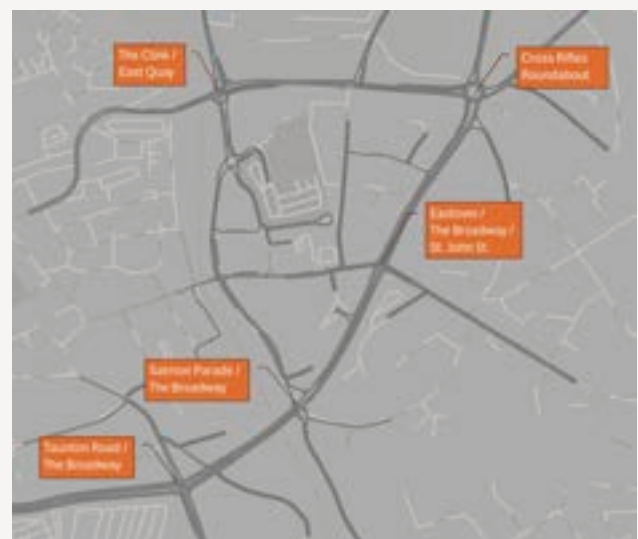 The Clink /
East Quay
Cross Rifles
Roundabout
Eastover /
The Broadway /
St. John St.
Salmon Parade /
The Broadway
Taunton Road /
The Broadway